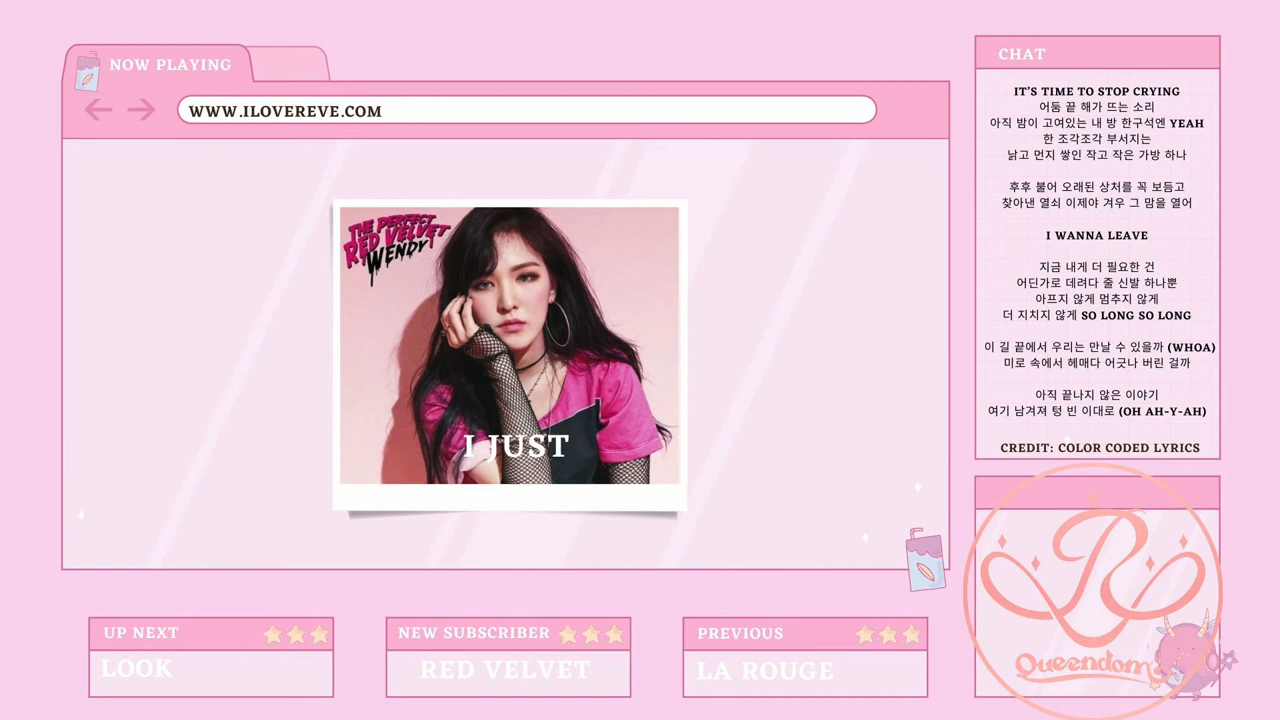 NOW PLAYING
WWW.ILOVEREVE.COM
THE PERFECT
RED VELVET
WENDY
I JUST
UP NEXT
LOOK
NEW SUBSCRIBER
RED VELVET
PREVIOUS
LA ROUGE
CHAT
IT'S TIME TO STOP CRYING
어둠 끝 해가 뜨는 소리
아직 밤이 고여있는 내 방 한구석엔 YEAH
한 조각조각 부서지는
낡고 먼지 쌓인 작고 작은 가방 하나
후후 불어 오래된 상처를 꼭 보듬고
찾아낸 열쇠 이제야 겨우 그 맘을 열어
I WANNA LEAVE
지금 내게 더 필요한 건
어딘가로 데려다 줄 신발 하나뿐
아프지 않게 멈추지 않게
더 지치지 않게 SO LONG SO LONG
이 길 끝에서 우리는 만날 수 있을까 (WHOA)
미로 속에서 헤매다 어긋나 버린 걸까
아직 끝나지 않은 이야기
여기 남겨져 텅 빈 이대로 (OH AH-Y-AH)
CREDIT: COLOR CODED LYRICS
R
Queendom